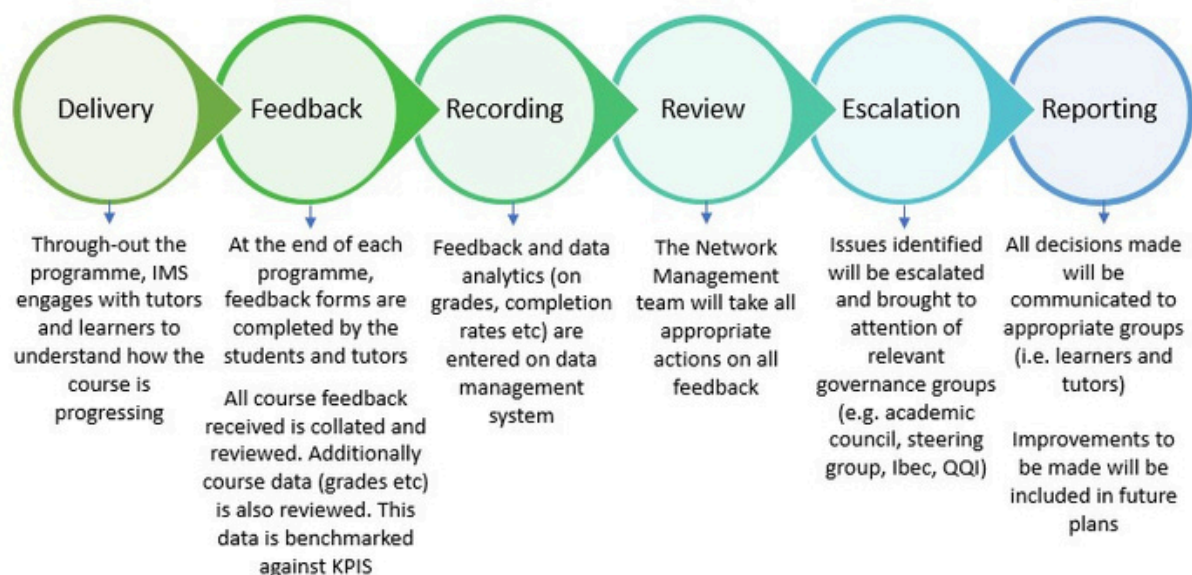 Delivery
Feedback
Recording
Review
Escalation
Reporting
Through-out the
programme, IMS
engages with tutors
and learners to
understand how the
course is
progressing
At the end of each
programme,
feedback forms are
completed by the
students and tutors
All course feedback
received is collated and
reviewed. Additionally
course data (grades etc)
is also reviewed. This
data is benchmarked
against KPIS
Feedback and data
analytics (on
grades, completion
rates etc) are
entered on data
management
system
The Network
Management
team will take all
appropriate
actions on all
feedback
Issues identified
will be escalated
and brought to
attention of
relevant
governance groups
(e.g. academic
council, steering
group, Ibec, QQI)
All decisions made
will be
communicated to
appropriate groups
(i.e. learners and
tutors)
Improvements to
be made will be
included in future
plans